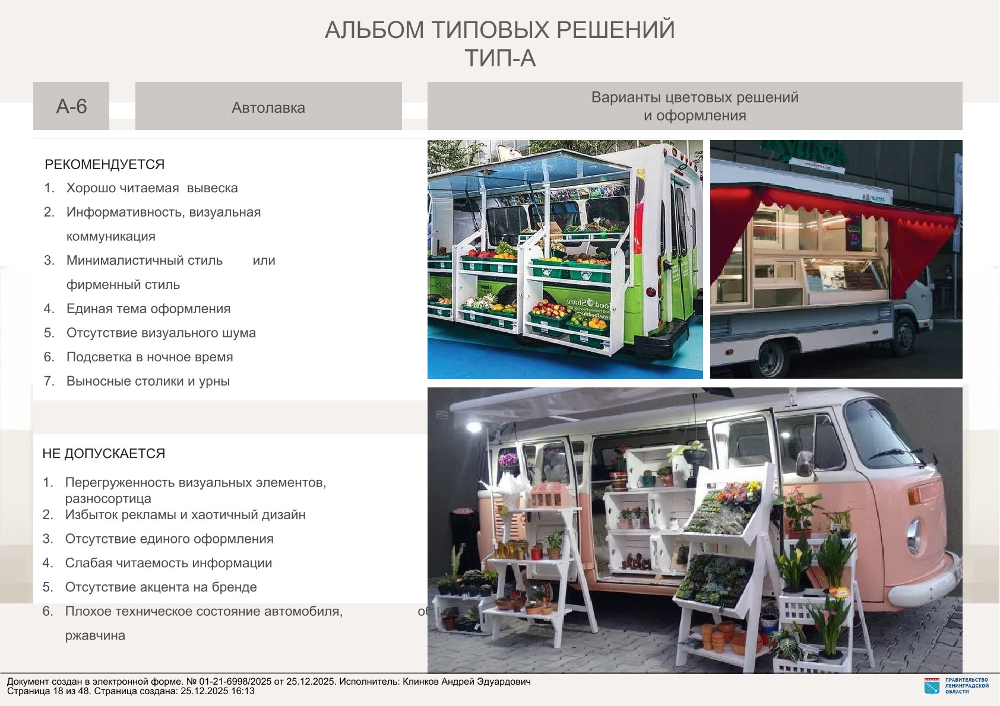 АЛЬБОМ ТИПОВЫХ РЕШЕНИЙ
ТИП-А
А-6
Автолавка
Варианты цветовых решений
и оформления
РЕКОМЕНДУЕТСЯ
1. Хорошо читаемая вывеска
2. Информативность, визуальная
коммуникация
3. Минималистичный стиль или
фирменный стиль
4. Единая тема оформления
5. Отсутствие визуального шума
6. Подсветка в ночное время
7. Выносные столики и урны
НЕ ДОПУСКАЕТСЯ
1. Перегруженность визуальных элементов,
разносортица
2. Избыток рекламы и хаотичный дизайн
3. Отсутствие единого оформления
4. Слабая читаемость информации
5. Отсутствие акцента на бренде
6. Плохое техническое состояние автомобиля, об
ржавчина
Документ создан в электронной форме. № 01-21-6998/2025 от 25.12.2025. Исполнитель: Клинков Андрей Эдуардович
Страница 18 из 48. Страница создана: 25.12.2025 16:13
ПРАВИТЕЛЬСТВО
ЛЕНИНГРАДСКОЙ
ОБЛАСТИ